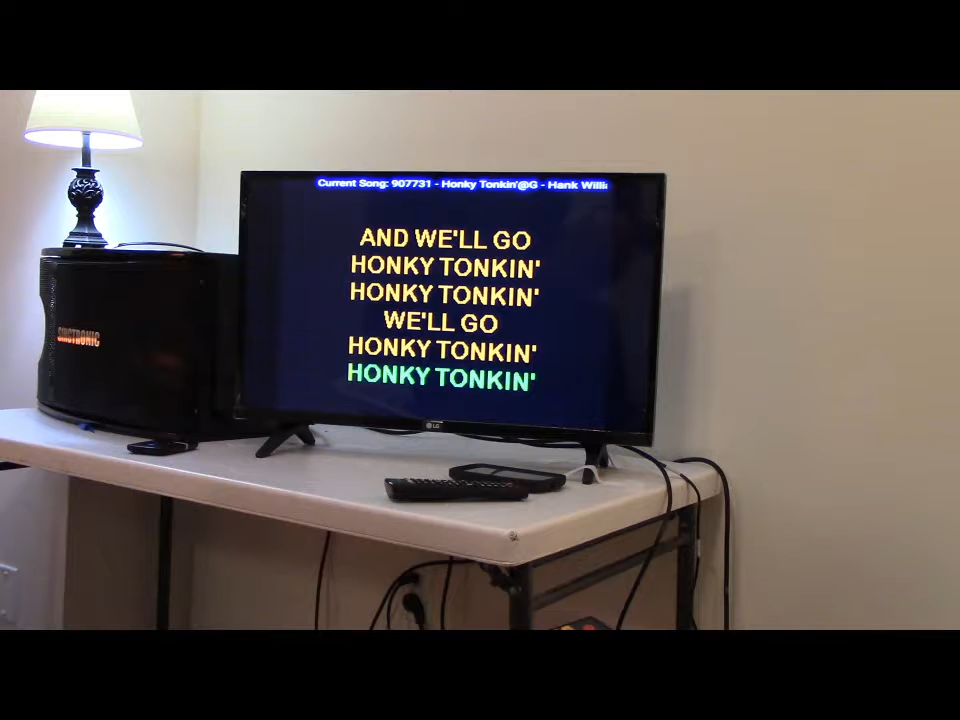 Current Song: 907731 - Honky Tonkin'@G - Hank Willi
AND WE'LL GO
HONKY TONKIN'
HONKY TONKIN'
WE'LL GO
HONKY TONKIN'
HONKY TONKIN'
SINGTRONIC
LG